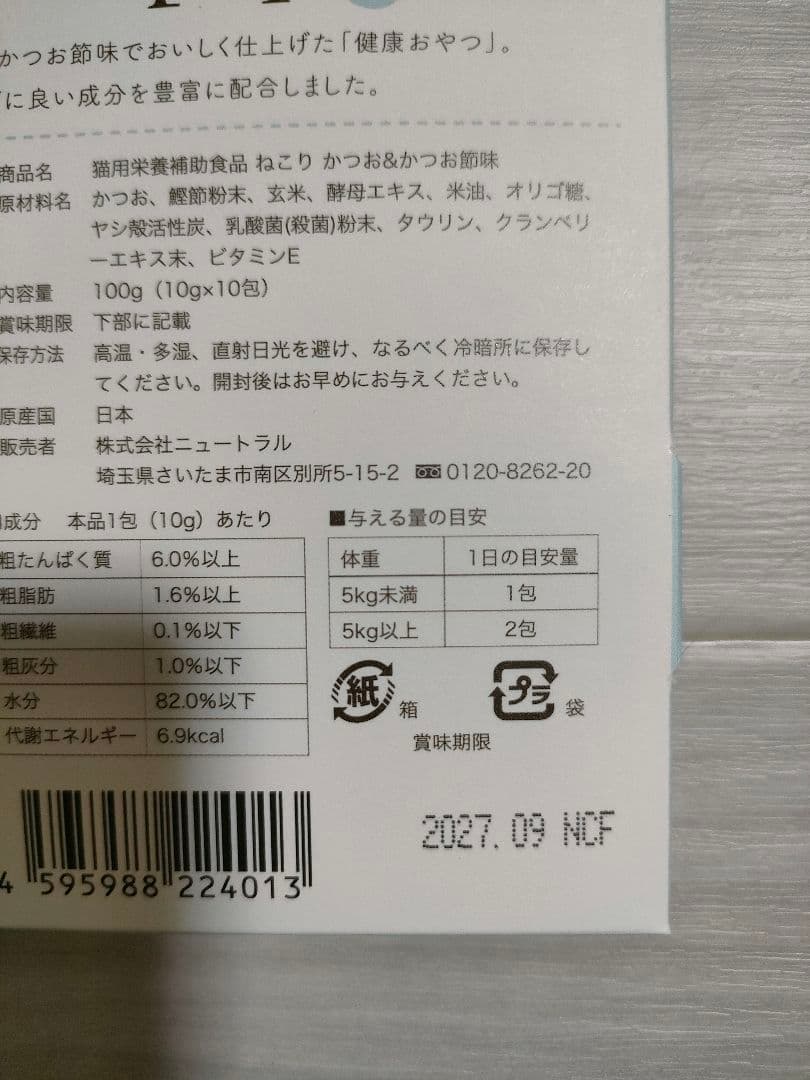 かつお節味でおいしく仕上げた「健康おやつ」。
に良い成分を豊富に配合しました。
商品名 猫用栄養補助食品 ねこり かつお&かつお節味
原材料名 かつお、鰹節粉末、玄米、酵母エキス、米油、オリゴ糖、
ヤシ殻活性炭、乳酸菌(殺菌)粉末、タウリン、クランベリ
ーエキス末、ビタミンE
内容量 100g（10g×10包）
賞味期限 下部に記載
保存方法 高温・多湿、直射日光を避け、なるべく冷暗所に保存し
てください。開封後はお早めにお与えください。
原産国 日本
販売者 株式会社ニュートラル
埼玉県さいたま市南区別所5-15-2 0120-8262-20
成分 本品1包（10g）あたり
粗たんぱく質 6.0%以上
粗脂肪 1.6%以上
粗繊維 0.1%以下
粗灰分 1.0%以下
水分 82.0%以下
代謝エネルギー 6.9kcal
■与える量の目安
体重 1日の目安量
5kg未満 1包
5kg以上 2包
紙 箱 プラ 袋
賞味期限
2027.09 NCF
4 595988 224013